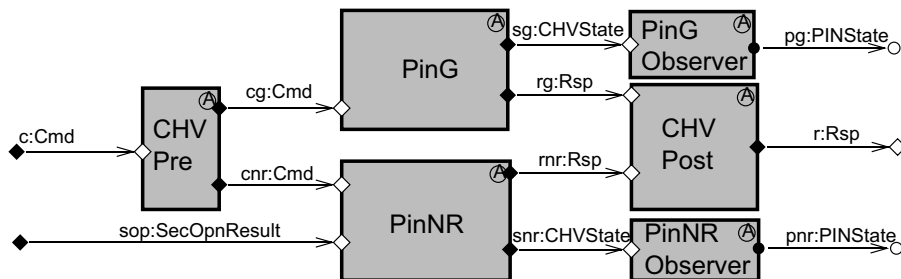 sg:CHVState
A
PinG
Observer
A
pg:PINState
PinG
A
cg:Cmd
rg:Rsp
c:Cmd
CHV
Pre
A
CHV
Post
A
r:Rsp
cnr:Cmd
rnr:Rsp
sop:SecOpnResult
PinNR
A
snr:CHVState
PinNR
Observer
A
pnr:PINState